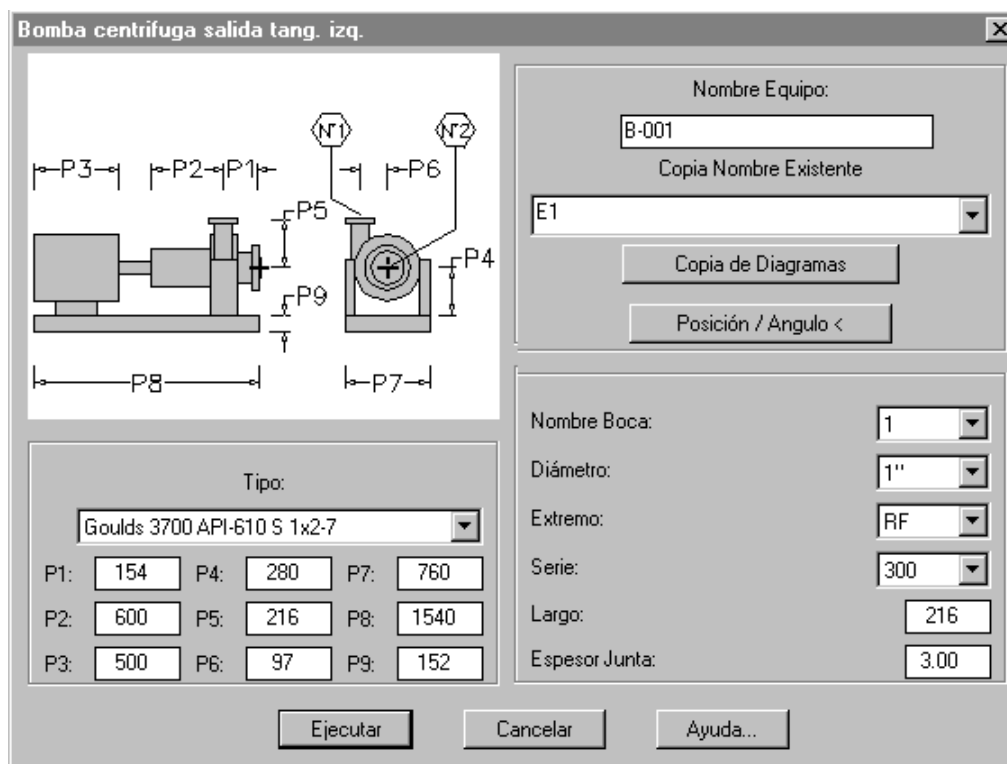 Bomba centrifuga salida tang. izq.
N°1
N°2
P3
P2
P1
P6
P5
P4
P9
P8
P7
Nombre Equipo:
B-001
Copia Nombre Existente
E1
Copia de Diagramas
Posición / Angulo <
Tipo:
Goulds 3700 API-610 S 1x2-7
P1: 154 P4: 280 P7: 760
P2: 600 P5: 216 P8: 1540
P3: 500 P6: 97 P9: 152
Nombre Boca: 1
Diámetro: 1"
Extremo: RF
Serie: 300
Largo: 216
Espesor Junta: 3.00
Ejecutar Cancelar Ayuda...